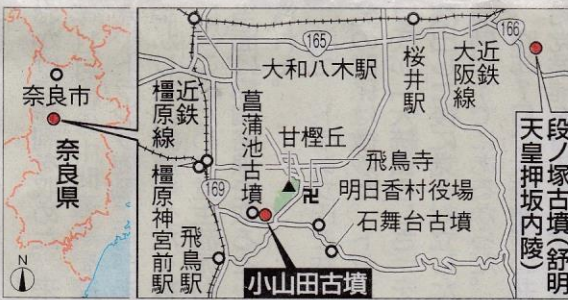 奈良市
奈良県
N
165
166
169
大和八木駅
桜井駅
近鉄
大阪線
近鉄
橿原線
菖蒲池古墳
甘樫丘
飛鳥寺
卍
明日香村役場
石舞台古墳
橿原神宮前駅
飛鳥駅
小山田古墳
段ノ塚古墳(舒明
天皇押坂内陵)